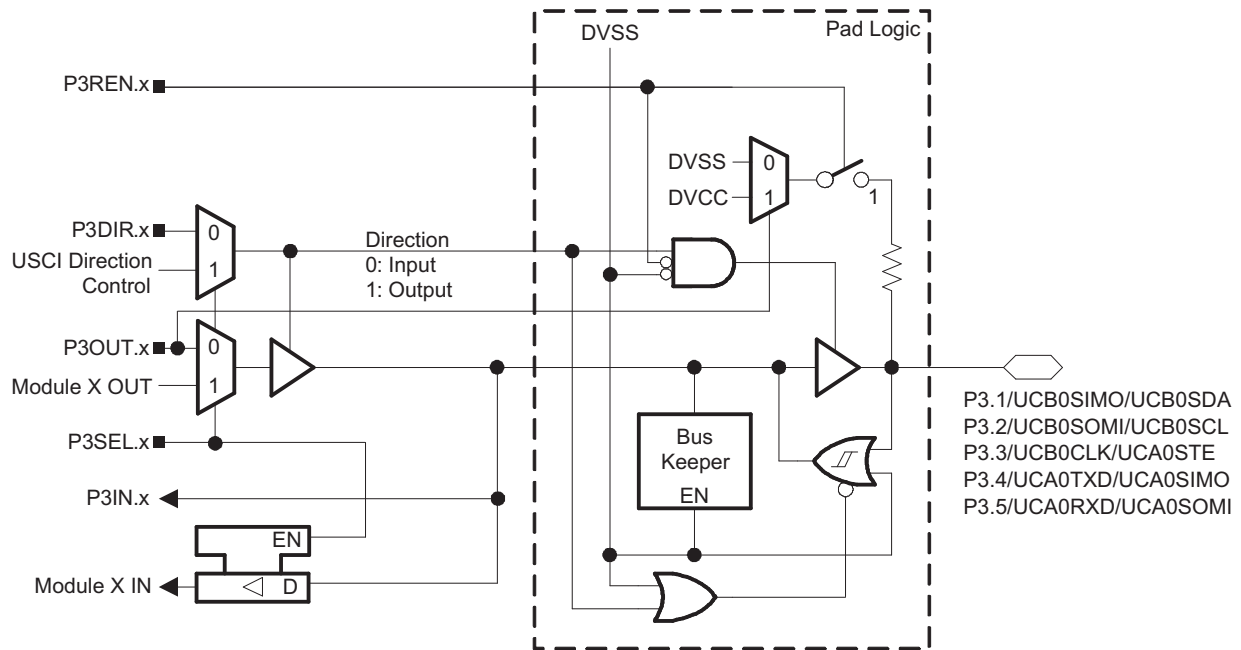 DVSS
Pad Logic
P3REN.x
DVSS
0
DVCC
1
1
P3DIR.x
0
USCI Direction
Control
1
Direction
0: Input
1: Output
P3OUT.x
0
Module X OUT
1
P3SEL.x
P3IN.x
EN
D
Module X IN
Bus
Keeper
EN
P3.1/UCB0SIMO/UCB0SDA
P3.2/UCB0SOMI/UCB0SCL
P3.3/UCB0CLK/UCA0STE
P3.4/UCA0TXD/UCA0SIMO
P3.5/UCA0RXD/UCA0SOMI